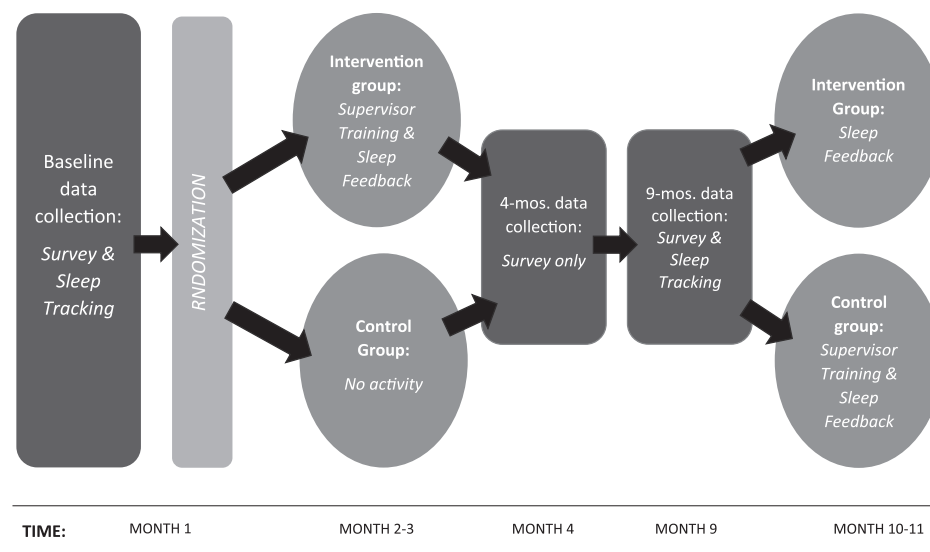 Baseline
data
collection:
Survey &
Sleep
Tracking
RNDOMIZATION
Intervention
group:
Supervisor
Training &
Sleep
Feedback
Control
Group:
No activity
4-mos. data
collection:
Survey only
9-mos. data
collection:
Survey &
Sleep
Tracking
Intervention
Group:
Sleep
Feedback
Control
group:
Supervisor
Training &
Sleep
Feedback
TIME: MONTH 1 MONTH 2-3 MONTH 4 MONTH 9 MONTH 10-11